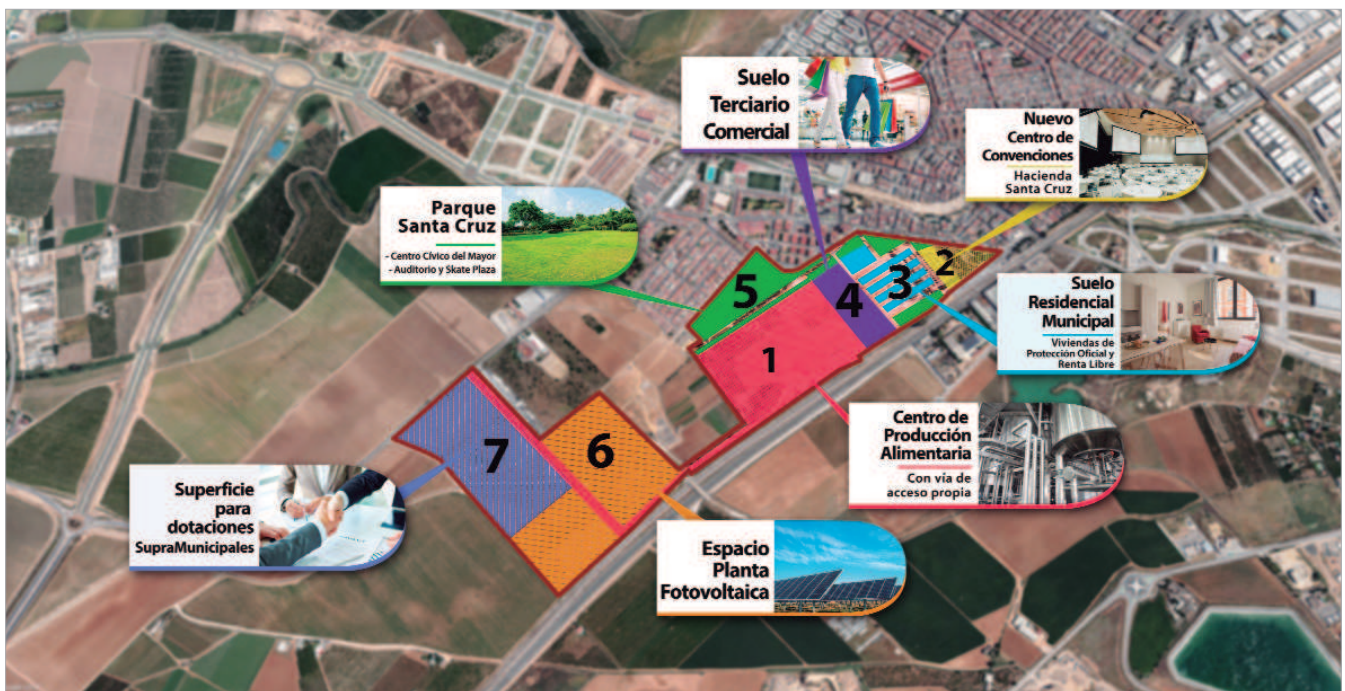 Suelo
Terciario
Comercial
Nuevo
Centro de
Convenciones
Hacienda
Santa Cruz
Parque
Santa Cruz
- Centro Cívico del Mayor
- Auditorio y Skate Plaza
5
4
3
2
1
Suelo
Residencial
Municipal
Viviendas de
Protección Oficial y
Renta Libre
Centro de
Producción
Alimentaria
Con vía de
acceso propia
7
6
Superficie
para
dotaciones
SupraMunicipales
Espacio
Planta
Fotovoltaica